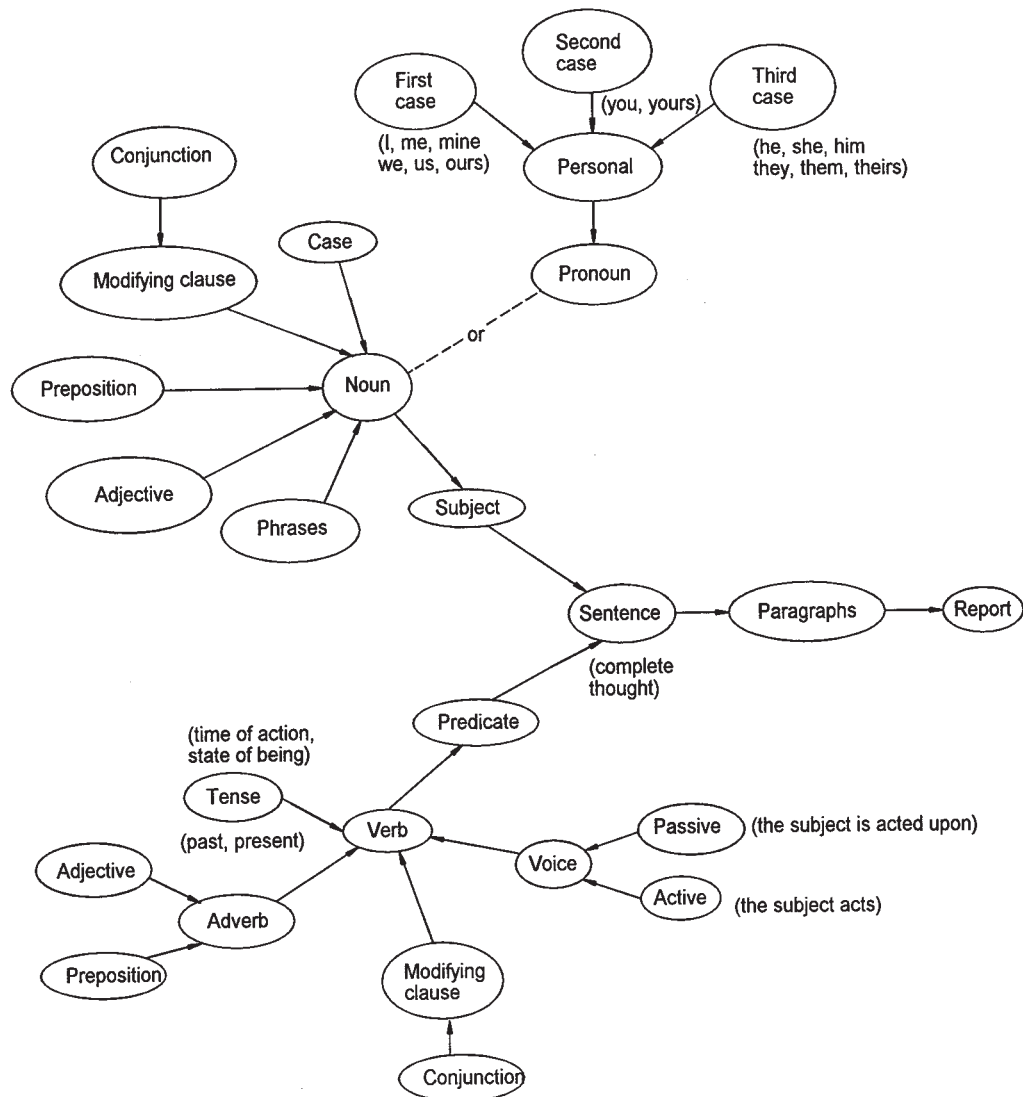 Second
case
First
case
Third
case
(you, yours)
(I, me, mine
we, us, ours)
(he, she, him
they, them, theirs)
Conjunction
Personal
Case
Modifying clause
Pronoun
or
Preposition
Noun
Adjective
Phrases
Subject
Sentence
Paragraphs
Report
(complete
thought)
Predicate
(time of action,
state of being)
Tense
(past, present)
Verb
Passive
(the subject is acted upon)
Voice
Adjective
Active
(the subject acts)
Adverb
Preposition
Modifying
clause
Conjunction